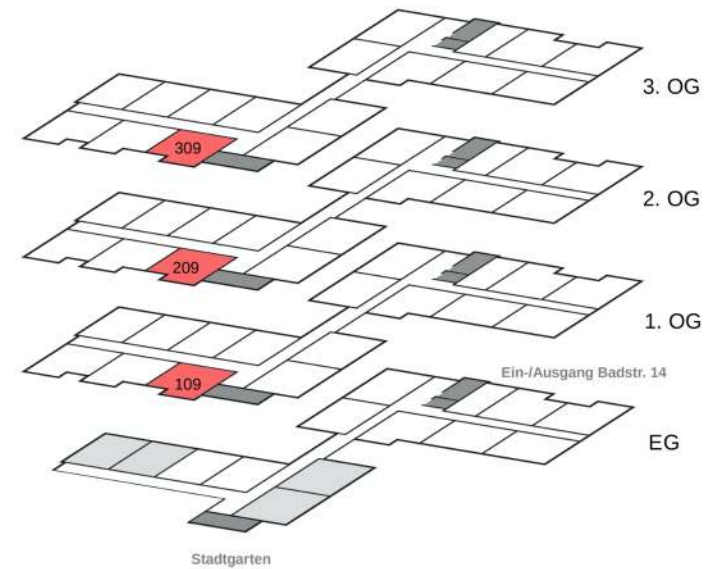 3. OG
309
2. OG
209
1. OG
Ein-/Ausgang Badstr. 14
109
EG
Stadtgarten